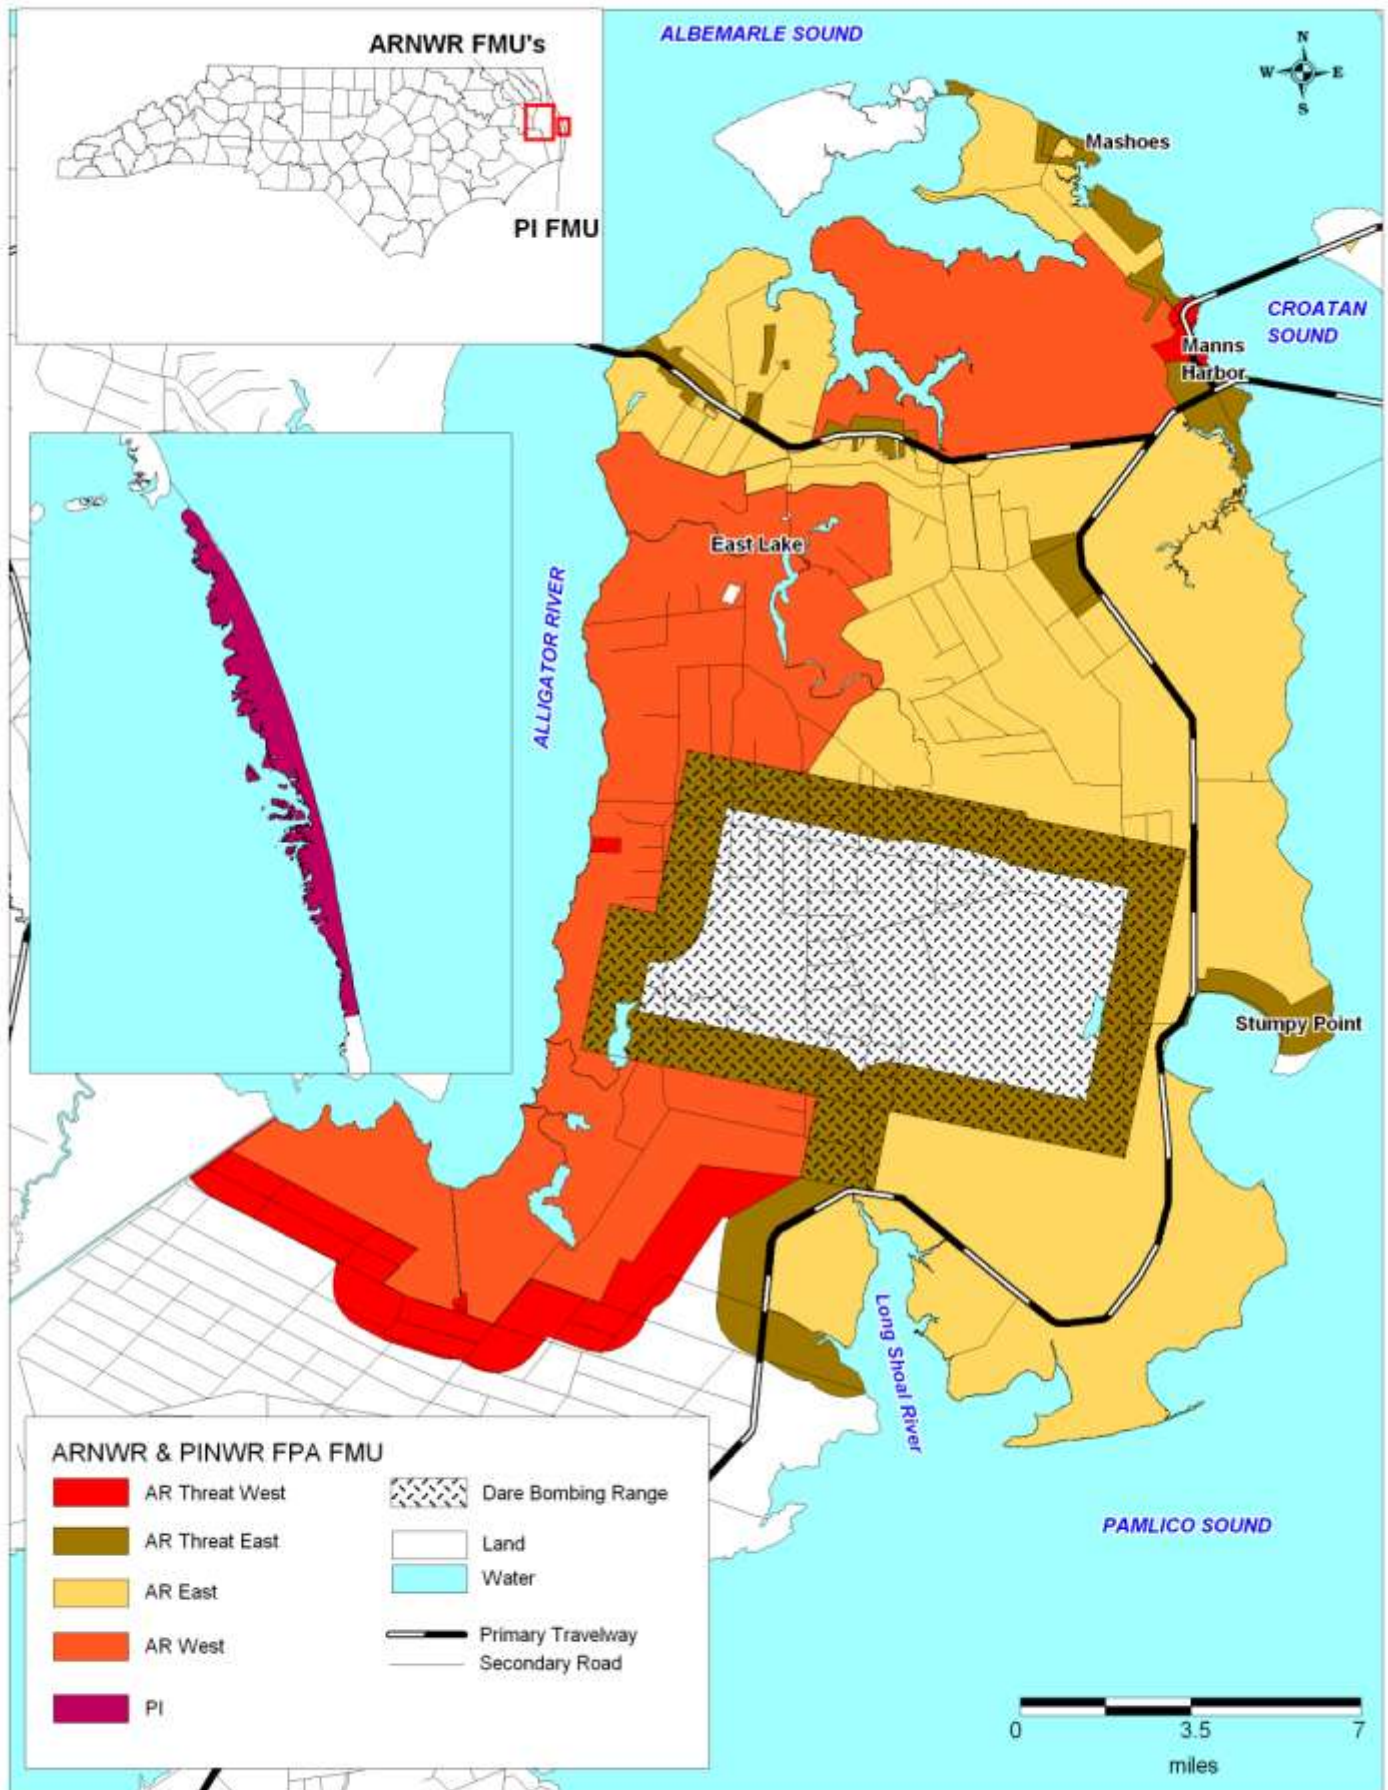 ALBEMARLE SOUND
ARNWR FMU's
PI FMU
N
W
E
S
Mashoes
CROATAN
SOUND
Manns
Harbor
East Lake
ALLIGATOR RIVER
Stumpy Point
Long Shoal River
PAMLICO SOUND
ARNWR & PINWR FPA FMU
AR Threat West
AR Threat East
AR East
AR West
PI
Dare Bombing Range
Land
Water
Primary Travelway
Secondary Road
0
3.5
7
miles